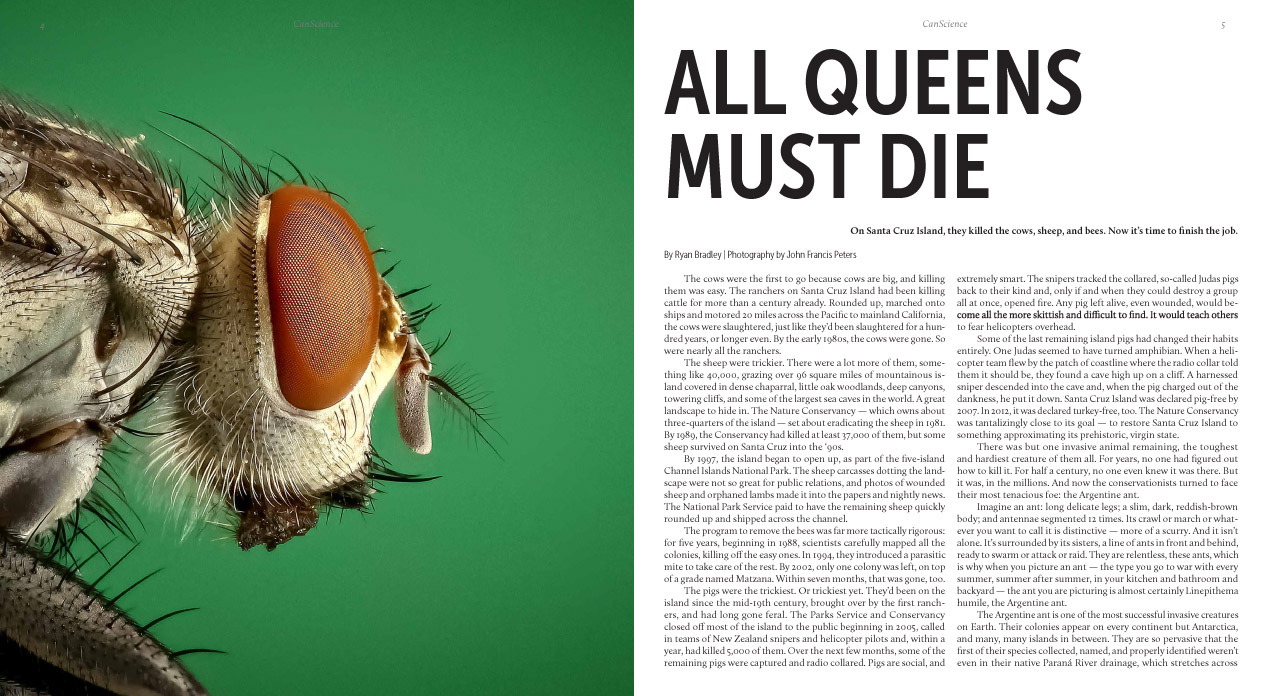 4
CanScience
CanScience
5
ALL QUEENS
MUST DIE
On Santa Cruz Island, they killed the cows, sheep, and bees. Now it's time to finish the job.
By Ryan Bradley | Photography by John Francis Peters
The cows were the first to go because cows are big, and killing
them was easy. The ranchers on Santa Cruz Island had been killing
cattle for more than a century already. Rounded up, marched onto
ships and motored 20 miles across the Pacific to mainland California,
the cows were slaughtered, just like they'd been slaughtered for a hun-
dred years, or longer even. By the early 1980s, the cows were gone. So
were nearly all the ranchers.
The sheep were trickier. There were a lot more of them, some-
thing like 40,000, grazing over 96 square miles of mountainous is-
land covered in dense chaparral, little oak woodlands, deep canyons,
towering cliffs, and some of the largest sea caves in the world. A great
landscape to hide in. The Nature Conservancy — which owns about
three-quarters of the island — set about eradicating the sheep in 1981.
By 1989, the Conservancy had killed at least 37,000 of them, but some
sheep survived on Santa Cruz into the '90s.
By 1997, the island began to open up, as part of the five-island
Channel Islands National Park. The sheep carcasses dotting the land-
scape were not so great for public relations, and photos of wounded
sheep and orphaned lambs made it into the papers and nightly news.
The National Park Service paid to have the remaining sheep quickly
rounded up and shipped across the channel.
The program to remove the bees was far more tactically rigorous:
for five years, beginning in 1988, scientists carefully mapped all the
colonies, killing off the easy ones. In 1994, they introduced a parasitic
mite to take care of the rest. By 2002, only one colony was left, on top
of a grade named Matzana. Within seven months, that was gone, too.
The pigs were the trickiest. Or trickiest yet. They'd been on the
island since the mid-19th century, brought over by the first ranch-
ers, and had long gone feral. The Parks Service and Conservancy
closed off most of the island to the public beginning in 2005, called
in teams of New Zealand snipers and helicopter pilots and, within a
year, had killed 5,000 of them. Over the next few months, some of the
remaining pigs were captured and radio collared. Pigs are social, and
extremely smart. The snipers tracked the collared, so-called Judas pigs
back to their kind and, only if and when they could destroy a group
all at once, opened fire. Any pig left alive, even wounded, would be-
come all the more skittish and difficult to find. It would teach others
to fear helicopters overhead.
Some of the last remaining island pigs had changed their habits
entirely. One Judas seemed to have turned amphibian. When a heli-
copter team flew by the patch of coastline where the radio collar told
them it should be, they found a cave high up on a cliff. A harnessed
sniper descended into the cave and, when the pig charged out of the
dankness, he put it down. Santa Cruz Island was declared pig-free by
2007. In 2012, it was declared turkey-free, too. The Nature Conservancy
was tantalizingly close to its goal — to restore Santa Cruz Island to
something approximating its prehistoric, virgin state.
There was but one invasive animal remaining, the toughest
and hardiest creature of them all. For years, no one had figured out
how to kill it. For half a century, no one even knew it was there. But
it was, in the millions. And now the conservationists turned to face
their most tenacious foe: the Argentine ant.
Imagine an ant: long delicate legs; a slim, dark, reddish-brown
body; and antennae segmented 12 times. Its crawl or march or what-
ever you want to call it is distinctive — more of a scurry. And it isn't
alone. It's surrounded by its sisters, a line of ants in front and behind,
ready to swarm or attack or raid. They are relentless, these ants, which
is why when you picture an ant — the type you go to war with every
summer, summer after summer, in your kitchen and bathroom and
backyard — the ant you are picturing is almost certainly Linepithema
humile, the Argentine ant.
The Argentine ant is one of the most successful invasive creatures
on Earth. Their colonies appear on every continent but Antarctica,
and many, many islands in between. They are so pervasive that the
first of their species collected, named, and properly identified weren't
even in their native Paraná River drainage, which stretches across